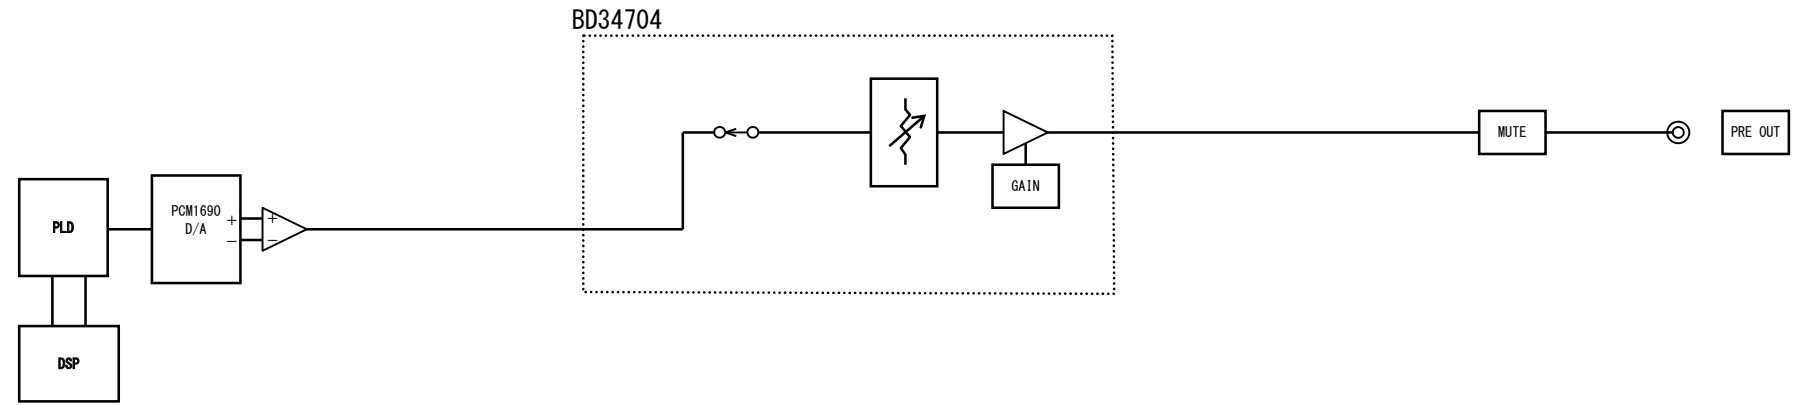 BD34704
MUTE
PRE OUT
GAIN
PLD
PCM1690
D/A
+
−
+
−
DSP